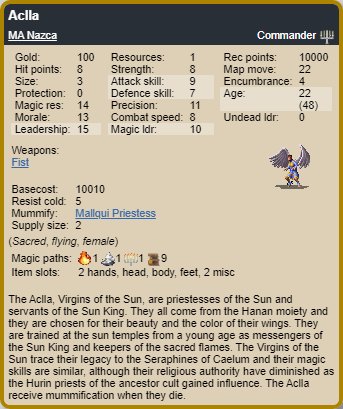 Aclla
MA Nazca Commander
Gold: 100 Resources: 1 Rec points: 10000
Hit points: 8 Strength: 8 Map move: 22
Size: 3 Attack skill: 9 Encumbrance: 4
Protection: 0 Defence skill: 7 Age: 22
Magic res: 14 Precision: 11 (48)
Morale: 13 Combat speed: 8 Undead ldr: 0
Leadership: 15 Magic ldr: 10
Weapons:
Fist
Basecost: 10010
Resist cold: 5
Mummify: Mallqui Priestess
Supply size: 2
(Sacred, flying, female)
Magic paths: 1 1 1 9
Item slots: 2 hands, head, body, feet, 2 misc
The Aclla, Virgins of the Sun, are priestesses of the Sun and
servants of the Sun King. They all come from the Hanan moiety and
they are chosen for their beauty and the color of their wings. They
are trained at the sun temples from a young age as messengers of
the Sun King and keepers of the sacred flames. The Virgins of the
Sun trace their legacy to the Seraphines of Caelum and their magic
skills are similar, although their religious authority have diminished as
the Hurin priests of the ancestor cult gained influence. The Aclla
receive mummification when they die.